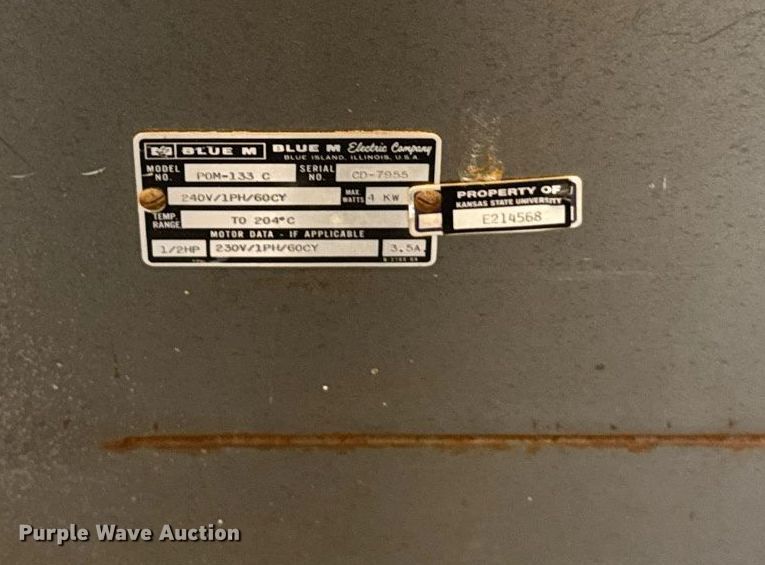 BLUE M BLUE M Electric Company
BLUE ISLAND, ILLINOIS, U.S.A
MODEL NO. POM-133 C SERIAL NO. CD-7955
240V/1PH/60CY MAX. WATTS 4 KW
TEMP. RANGE TO 204°C
MOTOR DATA - IF APPLICABLE
1/2HP 230V/1PH/60CY 3.5A
PROPERTY OF
KANSAS STATE UNIVERSITY
E214568
Purple Wave Auction